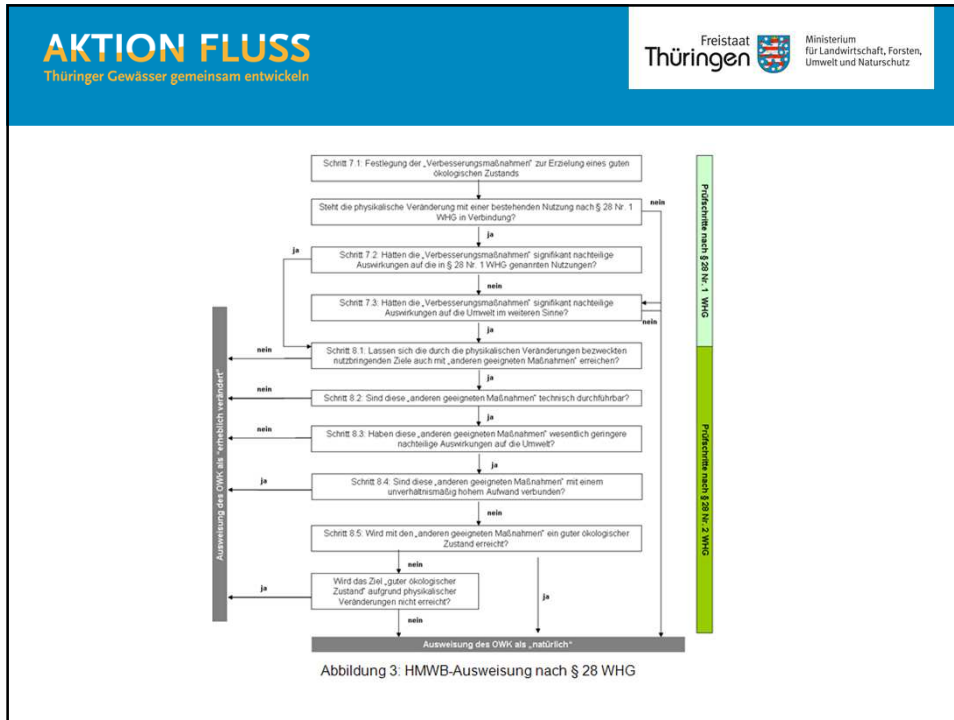 AKTION FLUSS
Thüringer Gewässer gemeinsam entwickeln
Freistaat
Thüringen
Ministerium
für Landwirtschaft, Forsten,
Umwelt und Naturschutz
Schritt 7.1: Festlegung der „Verbesserungsmaßnahmen" zur Erzielung eines guten
ökologischen Zustands
nein
Steht die physikalische Veränderung mit einer bestehenden Nutzung nach § 28 Nr. 1
WHG in Verbindung?
ja
ja
Schritt 7.2: Hätten die „Verbesserungsmaßnahmen" signifikant nachteilige
Auswirkungen auf die in § 28 Nr. 1 WHG genannten Nutzungen?
nein
Schritt 7.3: Hätten die „Verbesserungsmaßnahmen" signifikant nachteilige
Auswirkungen auf die Umwelt im weiteren Sinne?
nein
ja
nein
Schritt 8.1: Lassen sich die durch die physikalischen Veränderungen bezweckten
nutzbringenden Ziele auch mit „anderen geeigneten Maßnahmen" erreichen?
ja
nein
Schritt 8.2: Sind diese „anderen geeigneten Maßnahmen" technisch durchführbar?
ja
nein
Schritt 8.3: Haben diese „anderen geeigneten Maßnahmen" wesentlich geringere
nachteilige Auswirkungen auf die Umwelt?
ja
ja
Schritt 8.4: Sind diese „anderen geeigneten Maßnahmen" mit einem
unverhältnismäßig hohem Aufwand verbunden?
nein
Schritt 8.5: Wird mit den „anderen geeigneten Maßnahmen" ein guter ökologischer
Zustand erreicht?
nein
ja
Wird das Ziel „guter ökologischer
Zustand" aufgrund physikalischer
Veränderungen nicht erreicht?
ja
nein
Ausweisung des OWK als „natürlich"
Ausweisung des OWK als "erheblich verändert"
Prüfschritte nach § 28 Nr. 1 WHG
Prüfschritte nach § 28 Nr. 2 WHG
Abbildung 3: HMWB-Ausweisung nach § 28 WHG